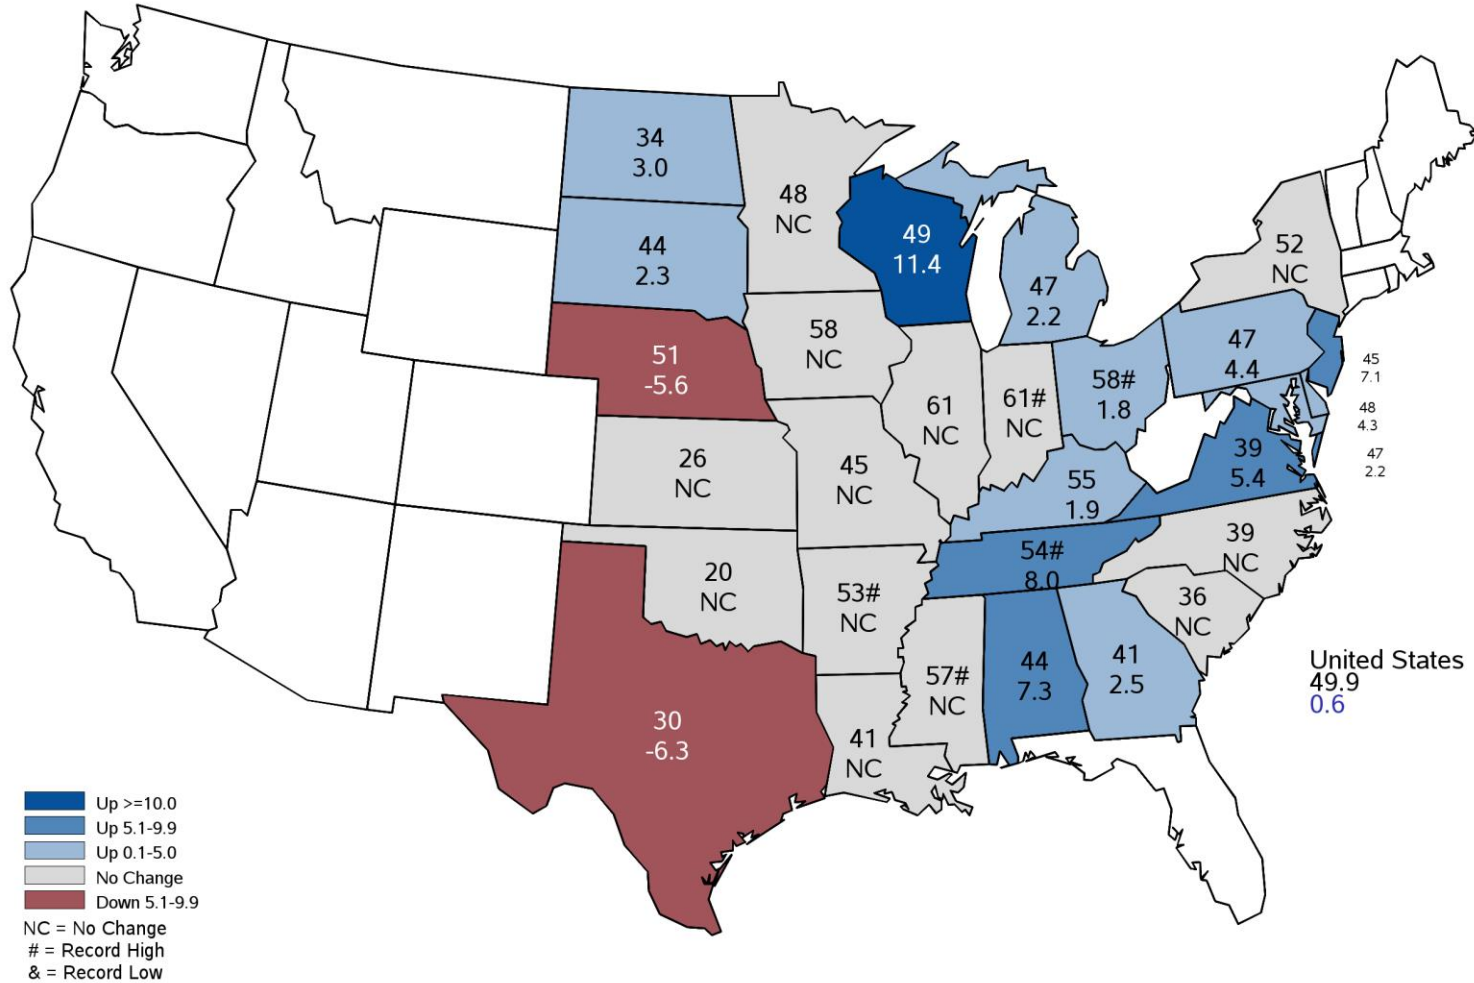 34
3.0
48
NC
49
11.4
52
NC
44
2.3
47
2.2
58
NC
51
-5.6
47
4.4
45
7.1
61
NC
61#
NC
58#
1.8
48
4.3
26
NC
45
NC
55
1.9
39
5.4
47
2.2
20
NC
53#
NC
54#
8.0
39
NC
36
NC
57#
NC
44
7.3
41
2.5
30
-6.3
41
NC
United States
49.9
0.6
Up >=10.0
Up 5.1-9.9
Up 0.1-5.0
No Change
Down 5.1-9.9
NC = No Change
# = Record High
& = Record Low